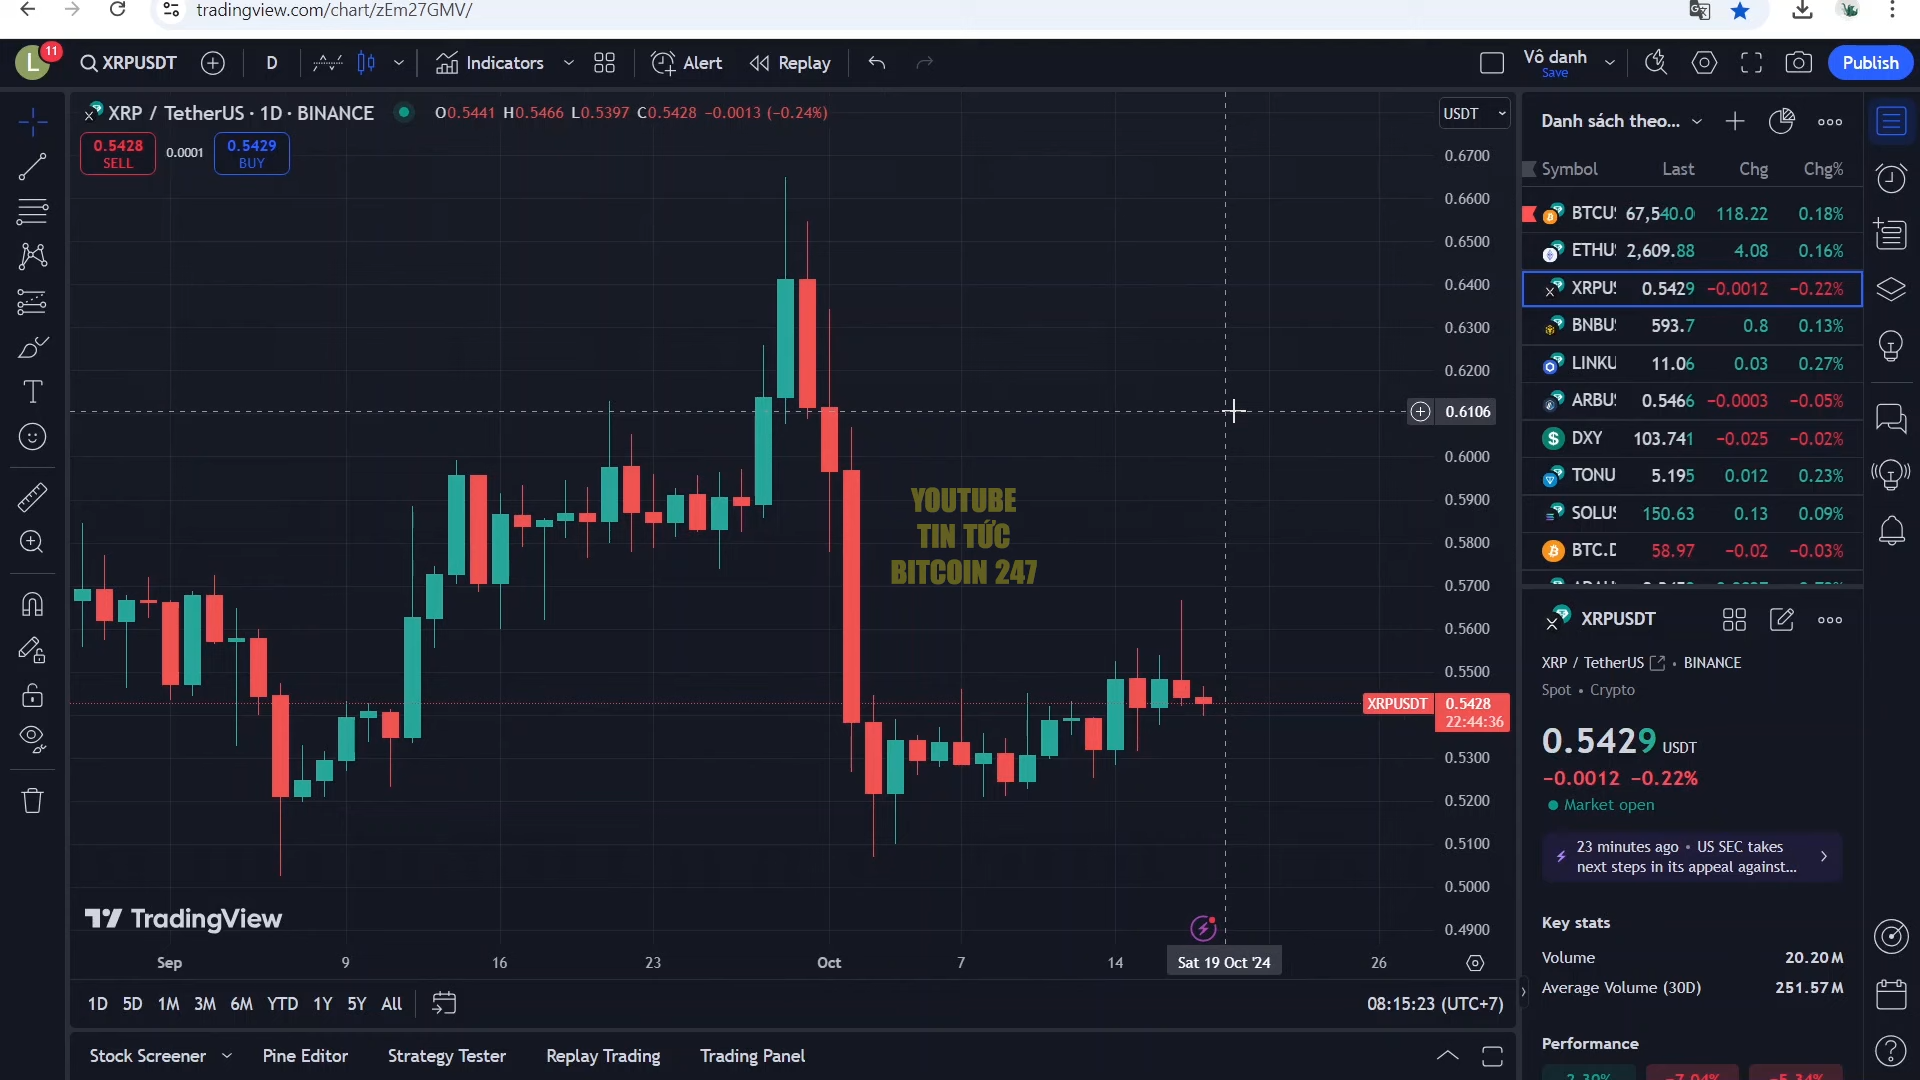 tradingview.com/chart/zEm27GMV/
L 11 XRPUSDT D Indicators Alert Replay Vô danh Save Publish
XRP / TetherUS · 1D · BINANCE O0.5441 H0.5466 L0.5397 C0.5428 −0.0013 (−0.24%)
0.5428 SELL 0.0001 0.5429 BUY
USDT
0.6700
0.6600
0.6500
0.6400
0.6300
0.6200
0.6106
0.6000
0.5900
0.5800
0.5700
0.5600
0.5500
XRPUSDT 0.5428
22:44:36
0.5300
0.5200
0.5100
0.5000
0.4900
YOUTUBE
TIN TỨC
BITCOIN 247
TradingView
Sep 9 16 23 Oct 7 14 Sat 19 Oct '24 26
1D 5D 1M 3M 6M YTD 1Y 5Y All 08:15:23 (UTC+7)
Stock Screener Pine Editor Strategy Tester Replay Trading Trading Panel
Danh sách theo...
Symbol Last Chg Chg%
BTCU 67,540.0 118.22 0.18%
ETHU 2,609.88 4.08 0.16%
XRPU 0.5429 −0.0012 −0.22%
BNBU 593.7 0.8 0.13%
LINKU 11.06 0.03 0.27%
ARBU 0.5466 −0.0003 −0.05%
DXY 103.741 −0.025 −0.02%
TONU 5.195 0.012 0.23%
SOLU 150.63 0.13 0.09%
BTC.D 58.97 −0.02 −0.03%
XRPUSDT
XRP / TetherUS • BINANCE
Spot • Crypto
0.5429 USDT
−0.0012 −0.22%
Market open
23 minutes ago • US SEC takes
next steps in its appeal against...
Key stats
Volume 20.20M
Average Volume (30D) 251.57M
Performance